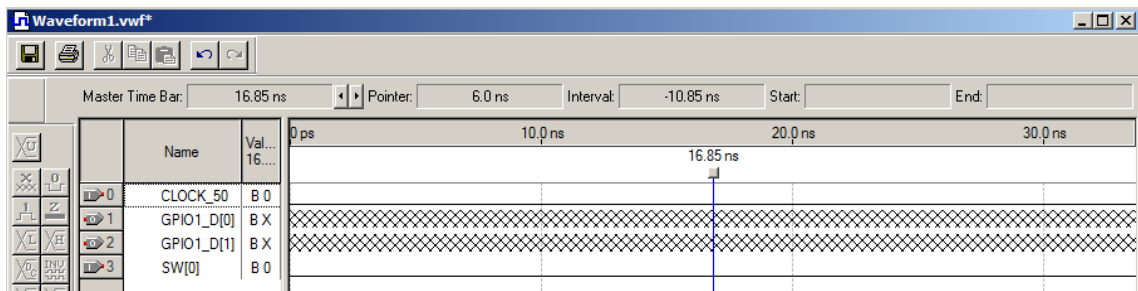 Waveform1.vwf*
Master Time Bar: 16.85 ns Pointer: 6.0 ns Interval: -10.85 ns Start: End:
Name Val... 16.... 0 ps 10.0 ns 20.0 ns 30.0 ns
16.85 ns
0 CLOCK_50 B 0
1 GPIO1_D[0] B X
2 GPIO1_D[1] B X
3 SW[0] B 0